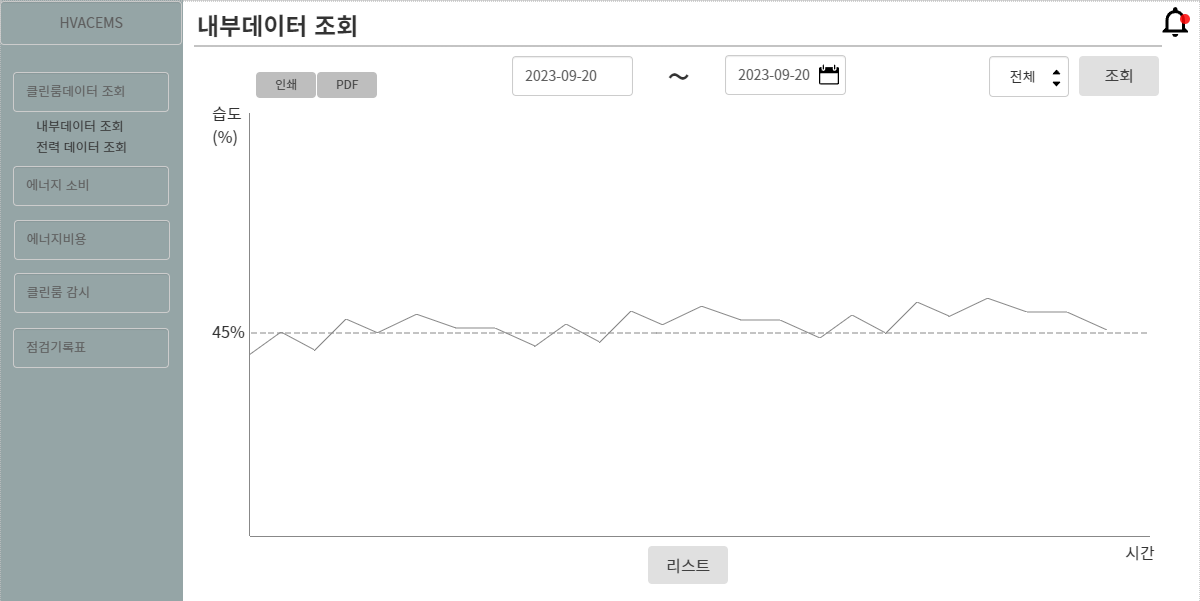 HVACEMS
클린룸데이터 조회
내부데이터 조회
전력 데이터 조회
에너지 소비
에너지비용
클린룸 감시
점검기록표
내부데이터 조회
인쇄 PDF
2023-09-20 ~ 2023-09-20
전체
조회
습도
(%)
45%
시간
리스트